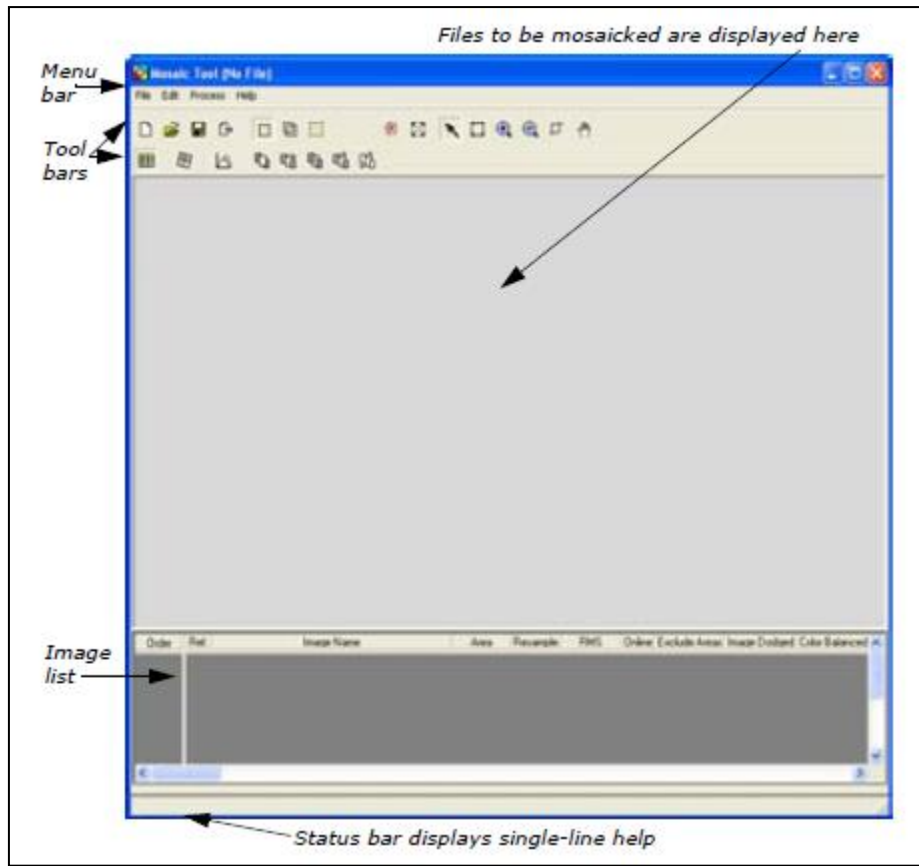 Files to be mosaicked are displayed here
Menu
bar
Mosaic Tool (No File)
File Edit Process Help
Tool
bars
Order Ref Image Name Area Resample RMS Online Exclude Areas Image Dodged Color Balanced
Image
list
Status bar displays single-line help